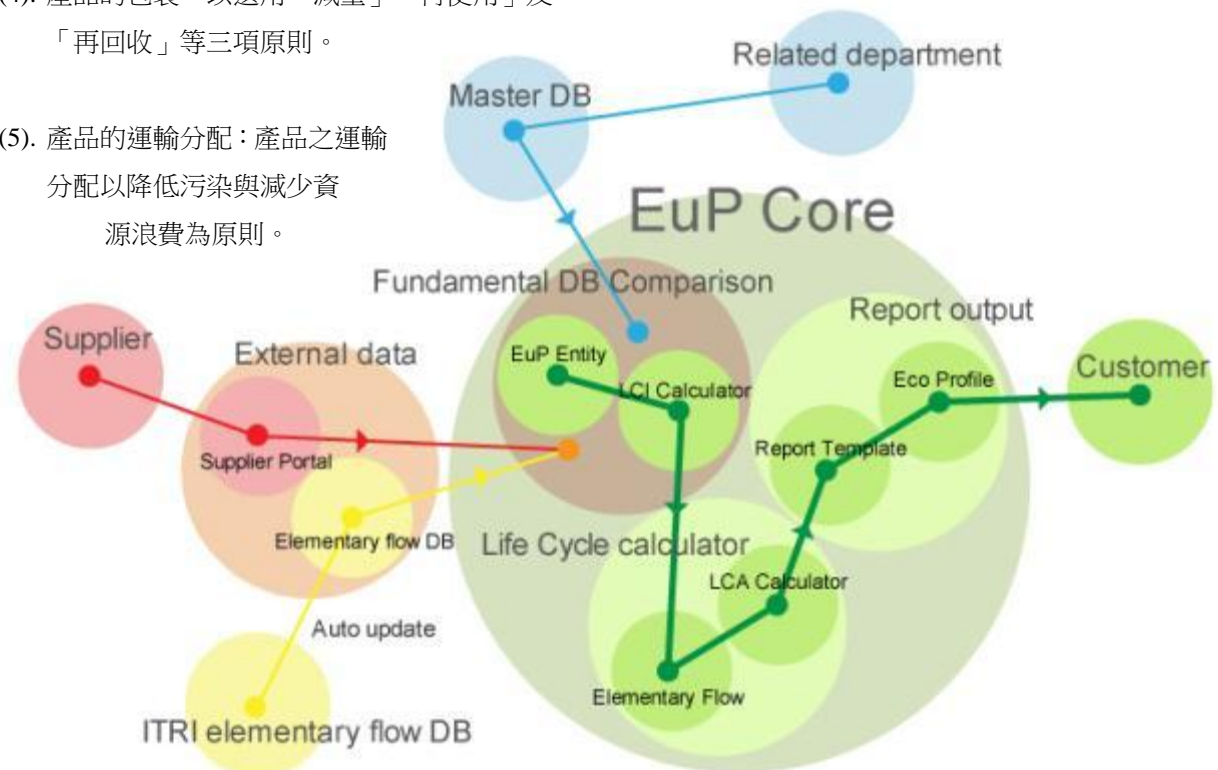 「再回收」等三項原則。
(5). 產品的運輸分配：產品之運輸
分配以降低污染與減少資
源浪費為原則。
Related department
Master DB
EuP Core
Fundamental DB Comparison
Report output
Supplier
External data
EuP Entity
LCI Calculator
Eco Profile
Customer
Supplier Portal
Report Template
Elementary flow DB
Life Cycle calculator
LCA Calculator
Auto update
Elementary Flow
ITRI elementary flow DB